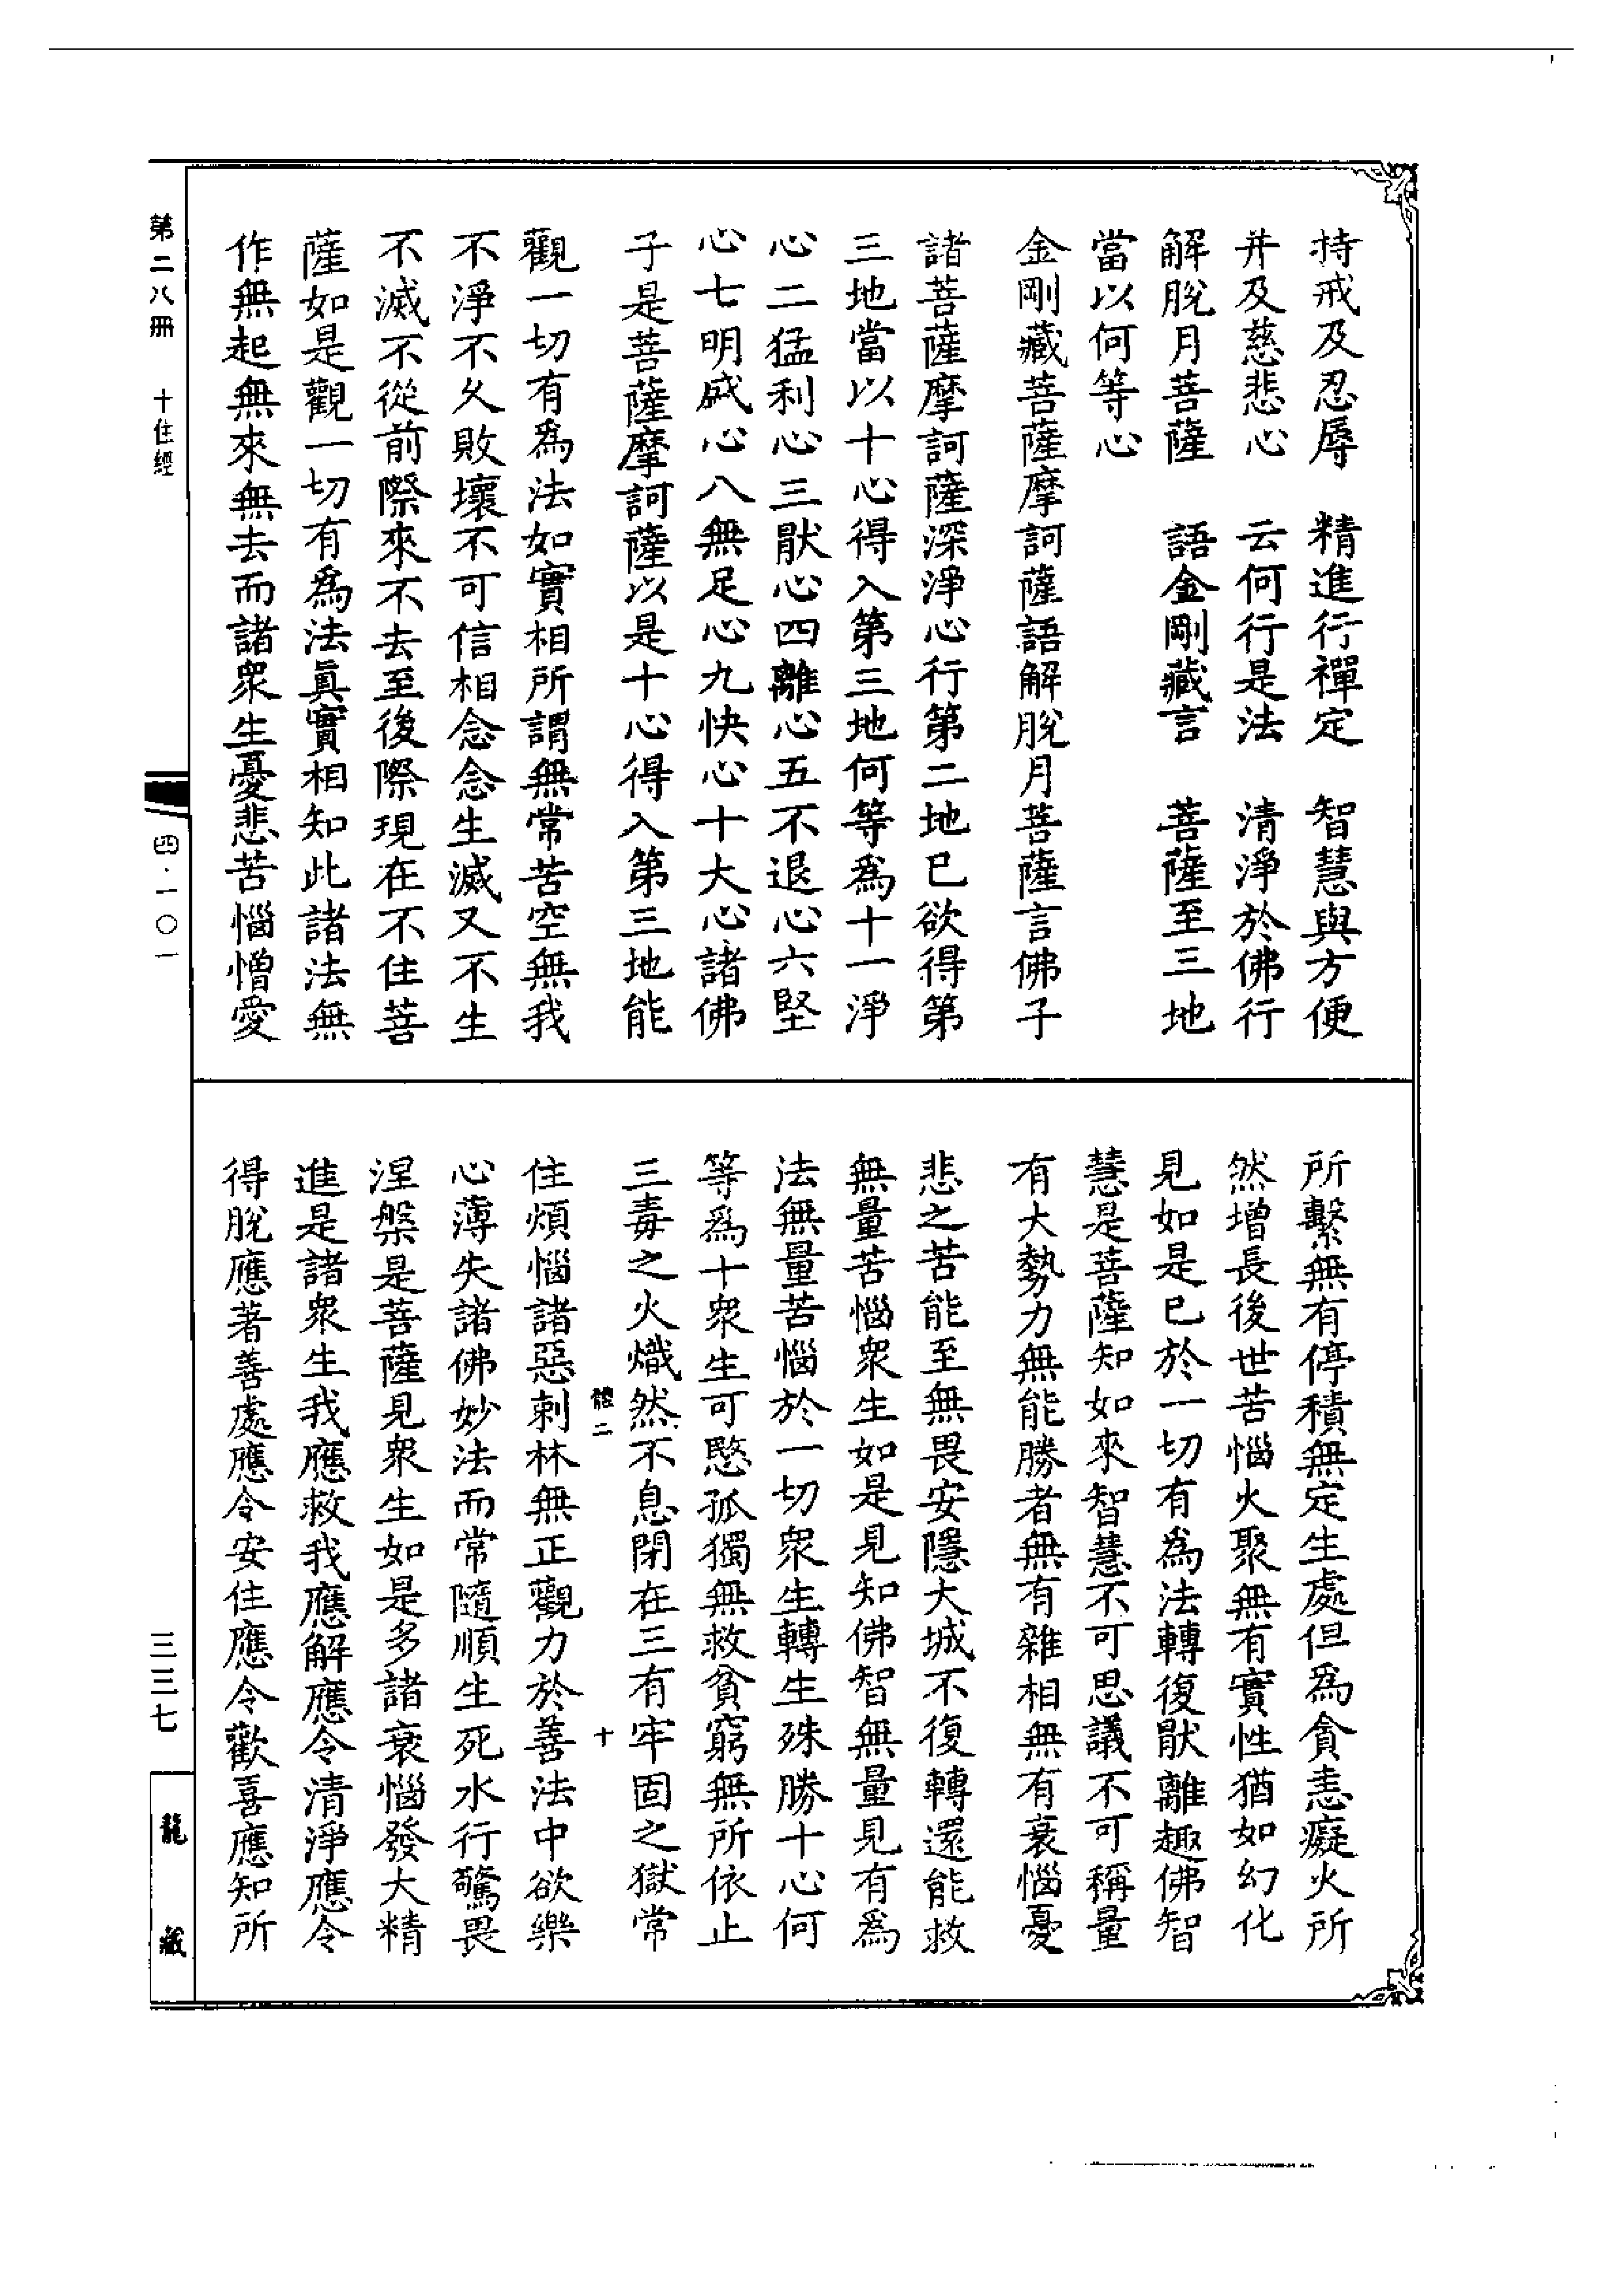 持戒及忍辱　精進行禪定　智慧與方便
并及慈悲心　云何行是法　清淨於佛行
解脫月菩薩　語金剛藏言　菩薩至三地
當以何等心
金剛藏菩薩摩訶薩語解脫月菩薩言佛子
諸菩薩摩訶薩深淨心行第二地已欲得第
三地當以十心得入第三地何等為十一淨
心二猛利心三猒心四離心五不退心六堅
心七明盛心八無足心九快心十大心諸佛
子是菩薩摩訶薩以是十心得入第三地能
觀一切有為法如實相所謂無常苦空無我
不淨不久敗壞不可信相念念生滅又不生
不滅不從前際來不去至後際現在不住菩
薩如是觀一切有為法真實相知此諸法無
作無起無來無去而諸眾生憂悲苦惱憎愛
所繫無有停積無定生處但為貪恚癡火所
然增長後世苦惱火聚無有實性猶如幻化
見如是已於一切有為法轉復猒離趣佛智
慧是菩薩知如來智慧不可思議不可稱量
有大勢力無能勝者無有雜相無有衰惱憂
悲之苦能至無畏安隱大城不復轉還能救
無量苦惱眾生如是見知佛智無量見有為
法無量苦惱於一切眾生轉生殊勝十心何
等為十眾生可愍孤獨無救貧窮無所依止
三毒之火熾然不息閉在三有牢固之獄常
體二　十
住煩惱諸惡刺林無正觀力於善法中欲樂
心薄失諸佛妙法而常隨順生死水行驚畏
涅槃是菩薩見眾生如是多諸衰惱發大精
進是諸眾生我應救我應解應令清淨應令
得脫應著善處應令安住應令歡喜應知所
第二八冊　十住經
四·一〇一
三三七
龍藏